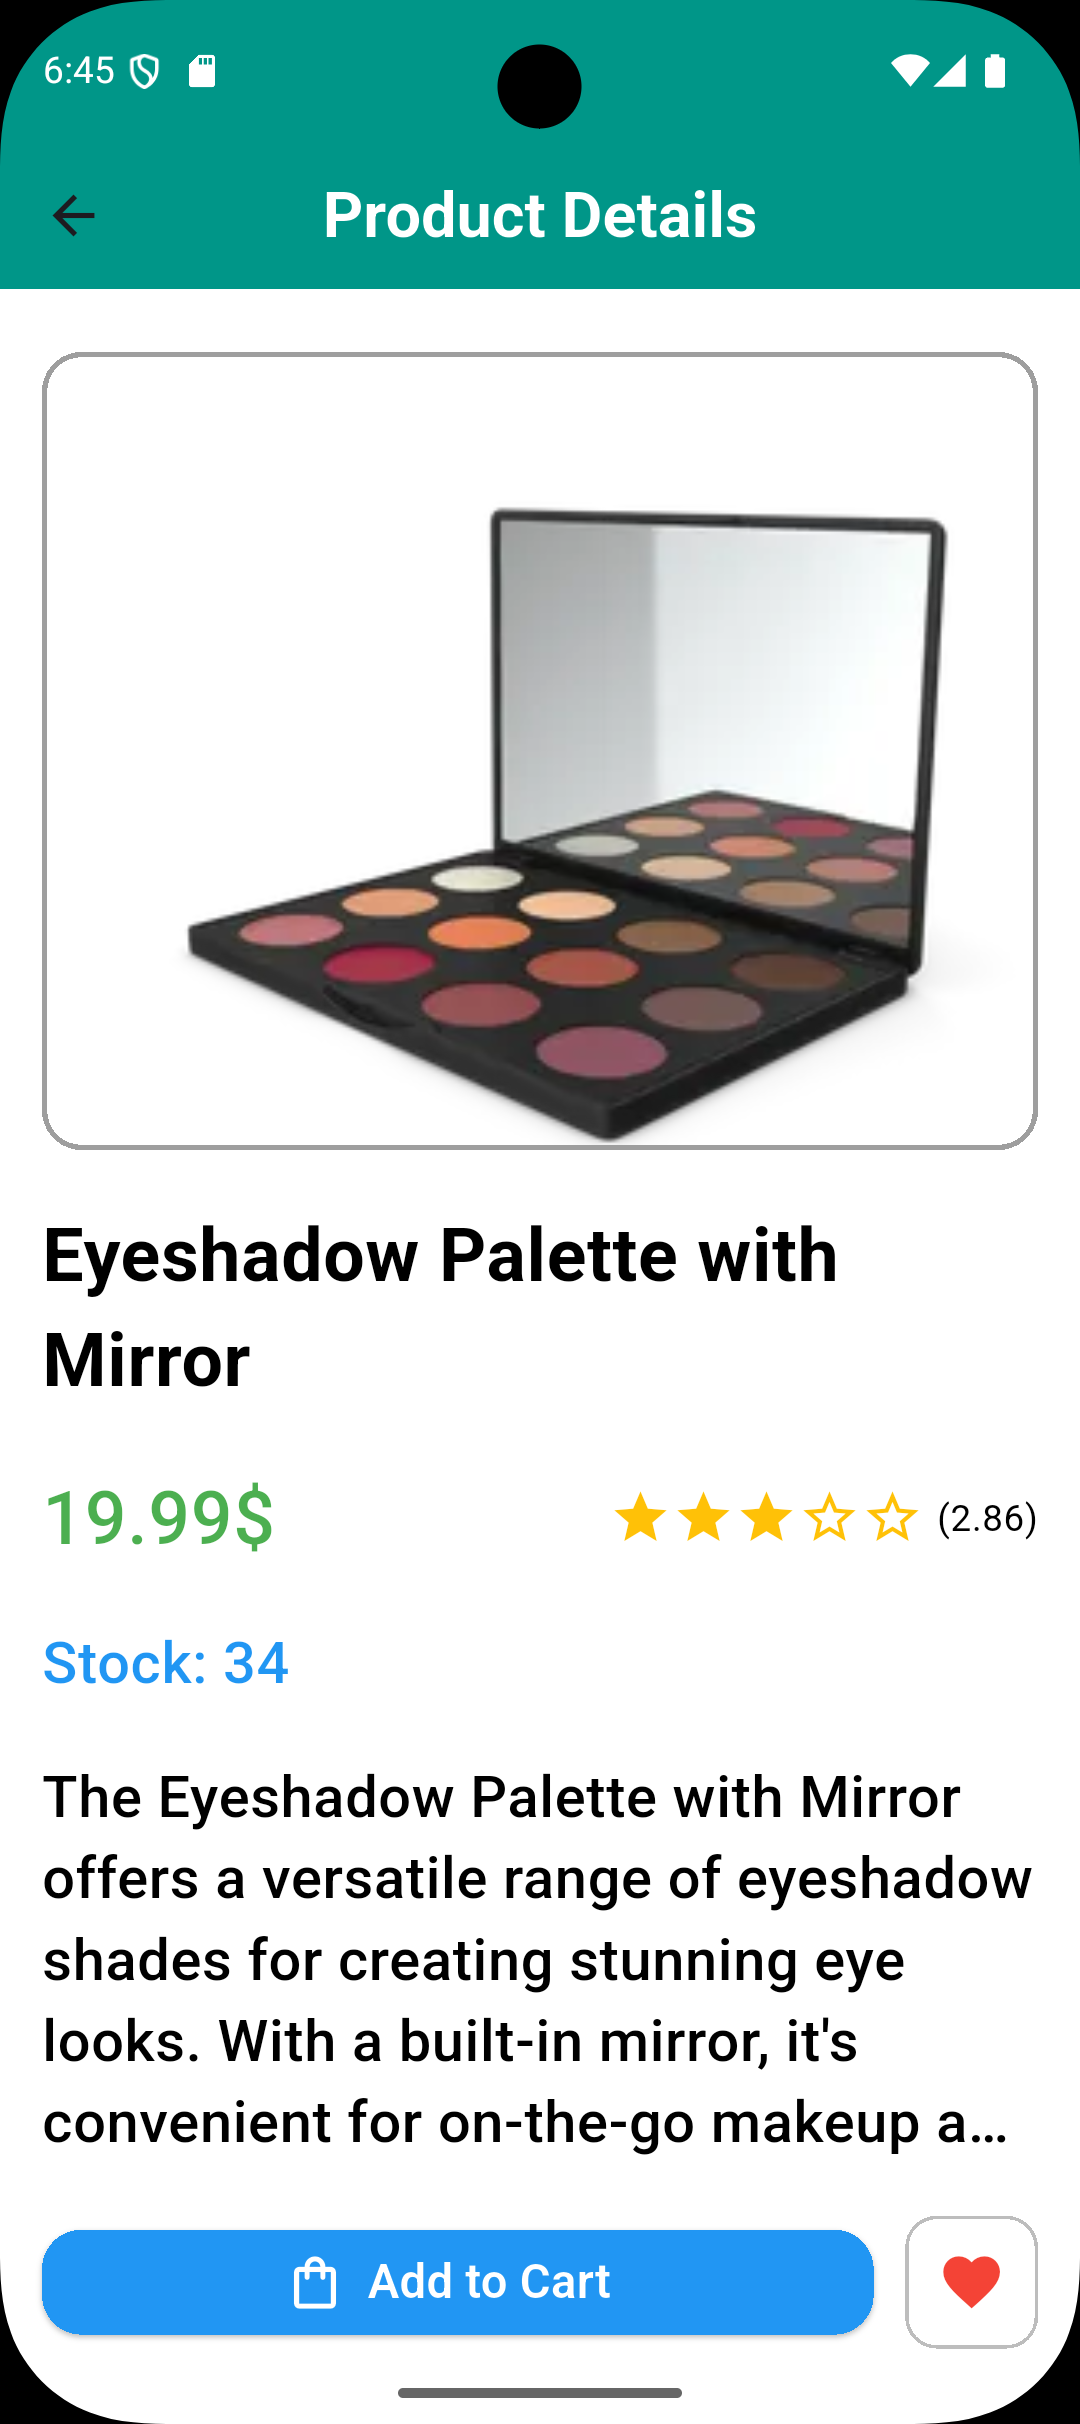 6:45
Product Details
Eyeshadow Palette with
Mirror
19.99$
(2.86)
Stock: 34
The Eyeshadow Palette with Mirror
offers a versatile range of eyeshadow
shades for creating stunning eye
looks. With a built-in mirror, it's
convenient for on-the-go makeup a...
Add to Cart